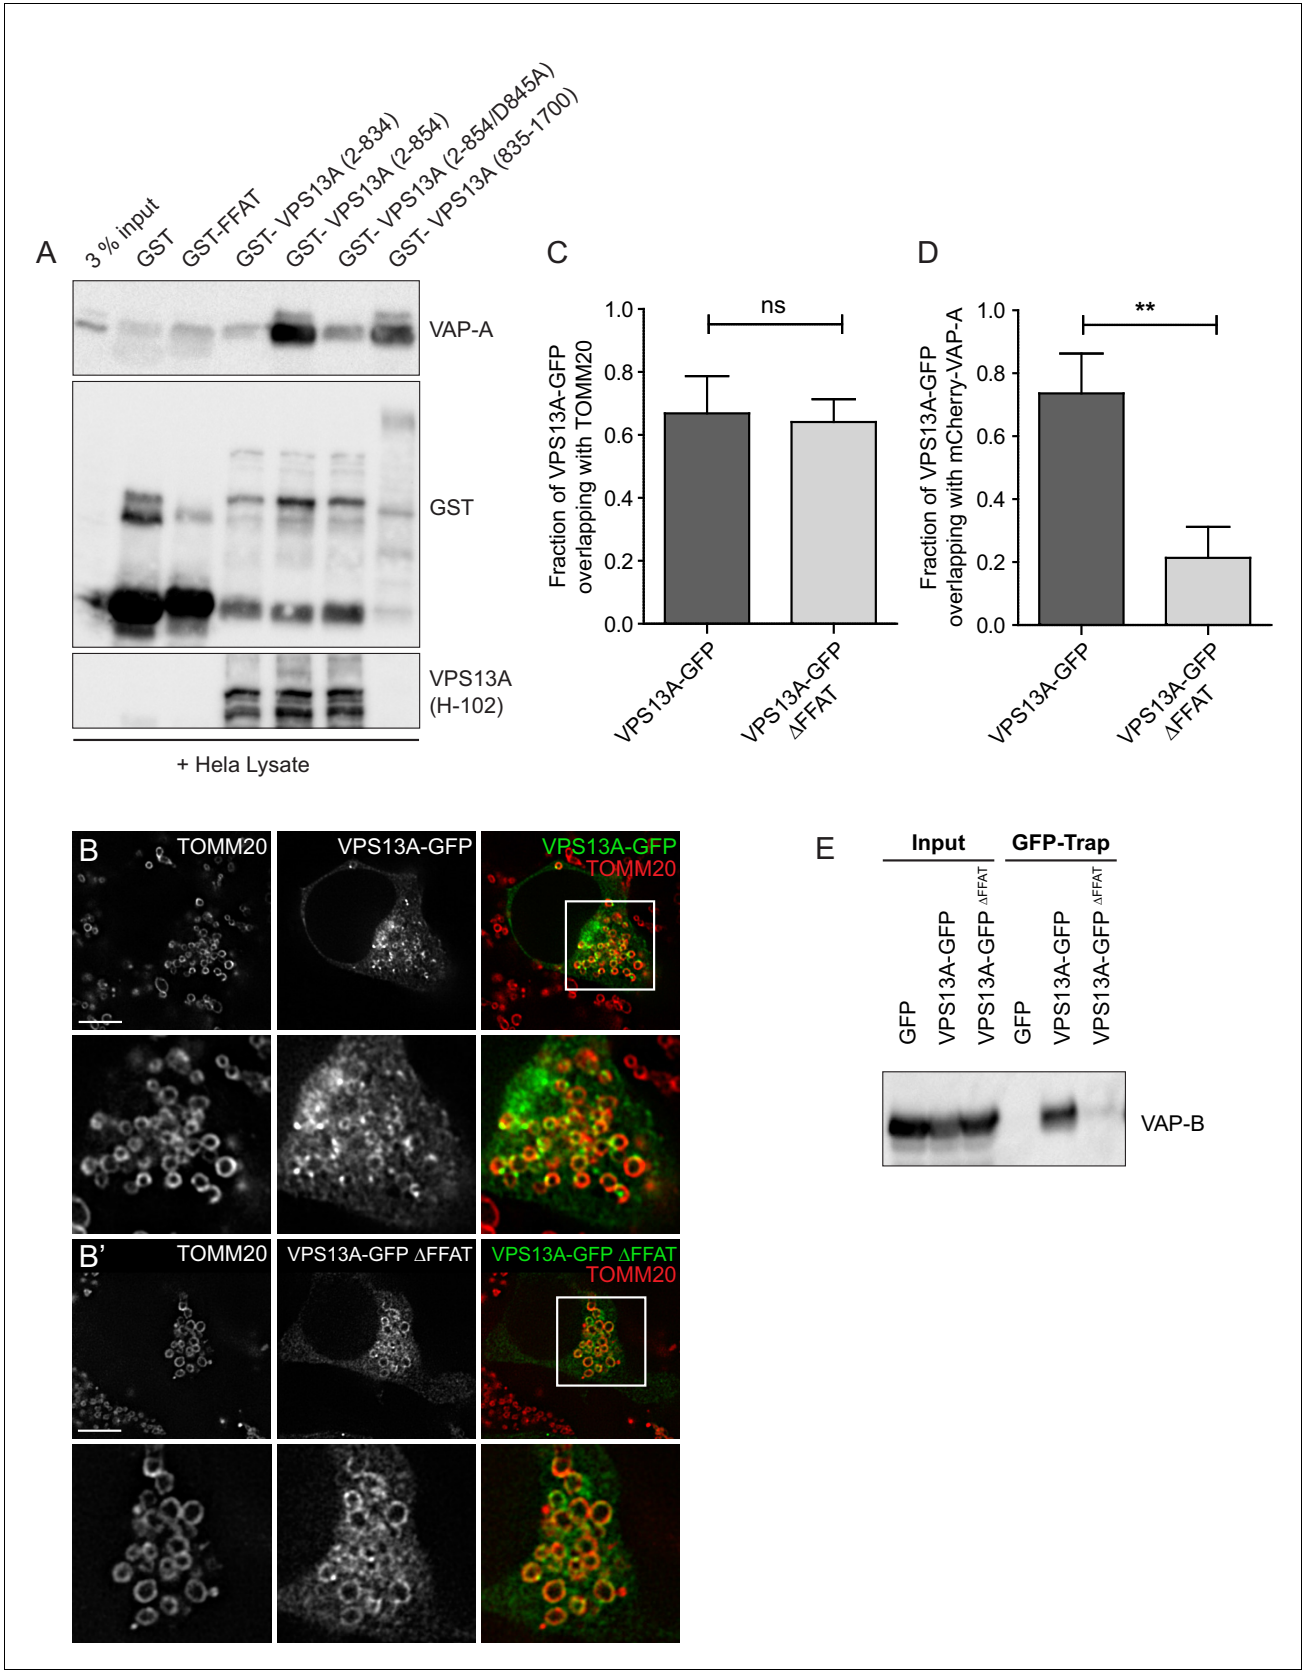 A
3 % input
GST
GST-FFAT
GST- VPS13A (2-834)
GST- VPS13A (2-854)
GST- VPS13A (2-854/D845A)
GST- VPS13A (835-1700)
VAP-A
GST
VPS13A
(H-102)
+ Hela Lysate
C
Fraction of VPS13A-GFP
overlapping with TOMM20
1.0
0.8
0.6
0.4
0.2
0.0
ns
VPS13A-GFP
VPS13A-GFP
ΔFFAT
D
Fraction of VPS13A-GFP
overlapping with mCherry-VAP-A
1.0
0.8
0.6
0.4
0.2
0.0
**
VPS13A-GFP
VPS13A-GFP
ΔFFAT
B
TOMM20
VPS13A-GFP
VPS13A-GFP
TOMM20
B’
TOMM20
VPS13A-GFP ΔFFAT
VPS13A-GFP ΔFFAT
TOMM20
E
Input
GFP-Trap
GFP
VPS13A-GFP
VPS13A-GFP ΔFFAT
GFP
VPS13A-GFP
VPS13A-GFP ΔFFAT
VAP-B